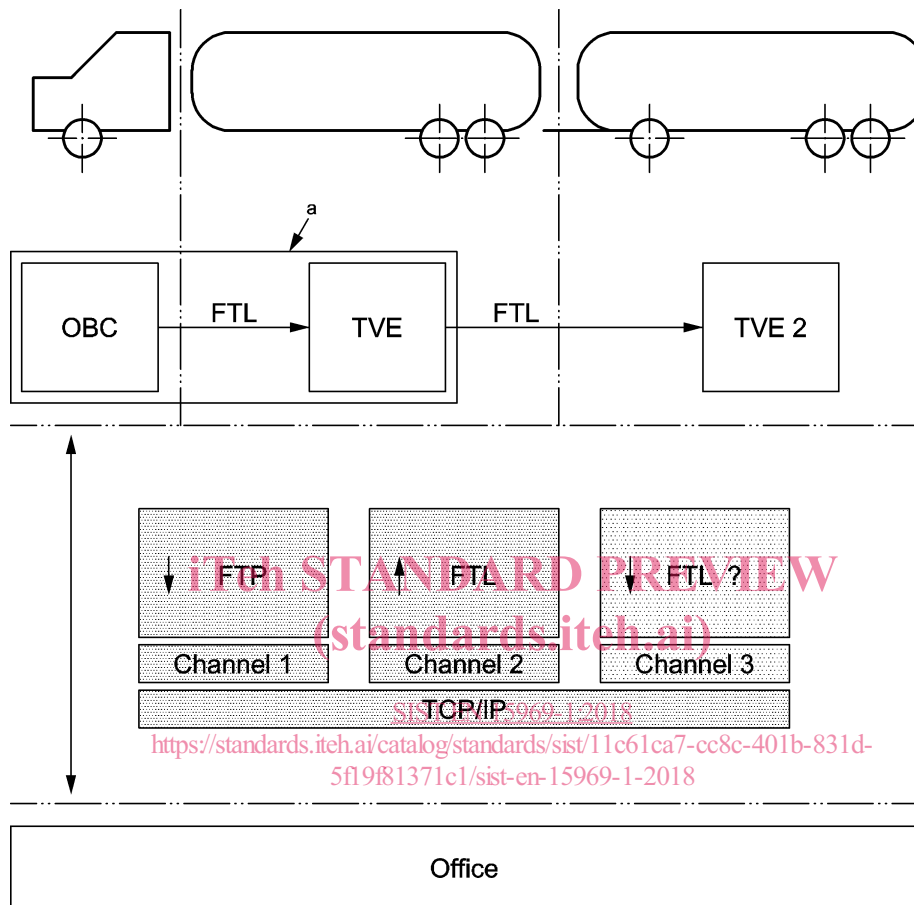 a
OBC
FTL
TVE
FTL
TVE 2
FTP
FTL
FTL ?
iTeh STANDARD PREVIEW
(standards.iteh.ai)
Channel 1
Channel 2
Channel 3
TCP/IP
SIST EN 15969-1:2018
https://standards.iteh.ai/catalog/standards/sist/11c61ca7-cc8c-401b-831d-
5f19f81371c1/sist-en-15969-1-2018
Office